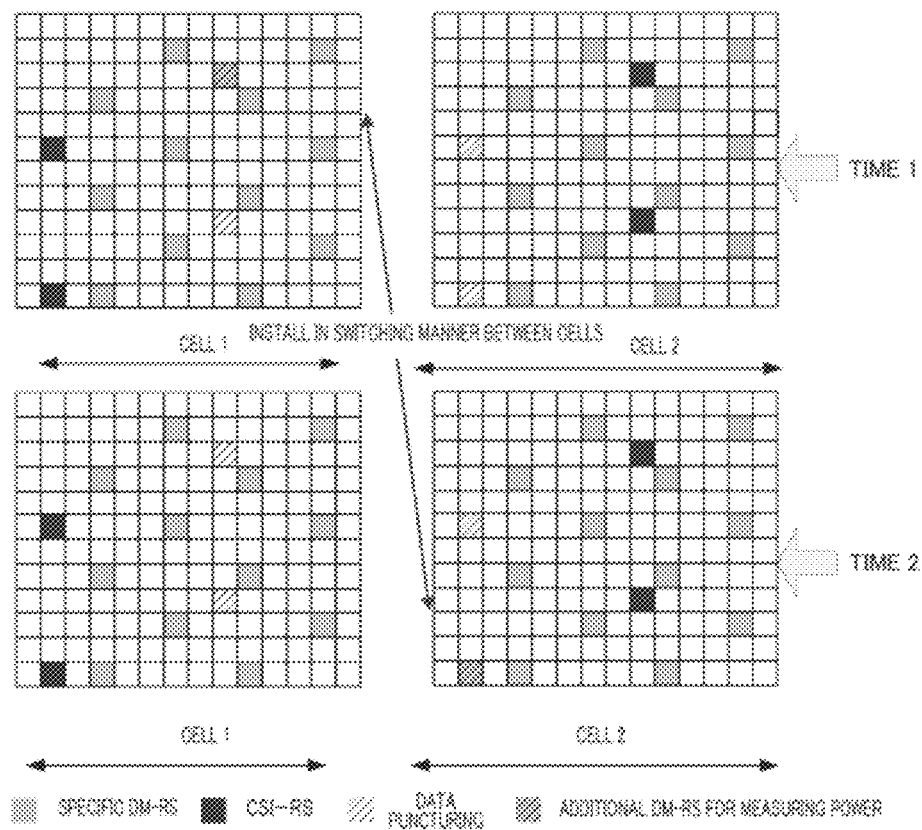 TIME 1
CELL 1
INSTALL IN SWITCHING MANNER BETWEEN CELLS
CELL 2
TIME 2
CELL 1
CELL 2
SPECIFIC DM-RS
CSI-RS
DATA
PUNCTURING
ADDITIONAL DM-RS FOR MEASURING POWER